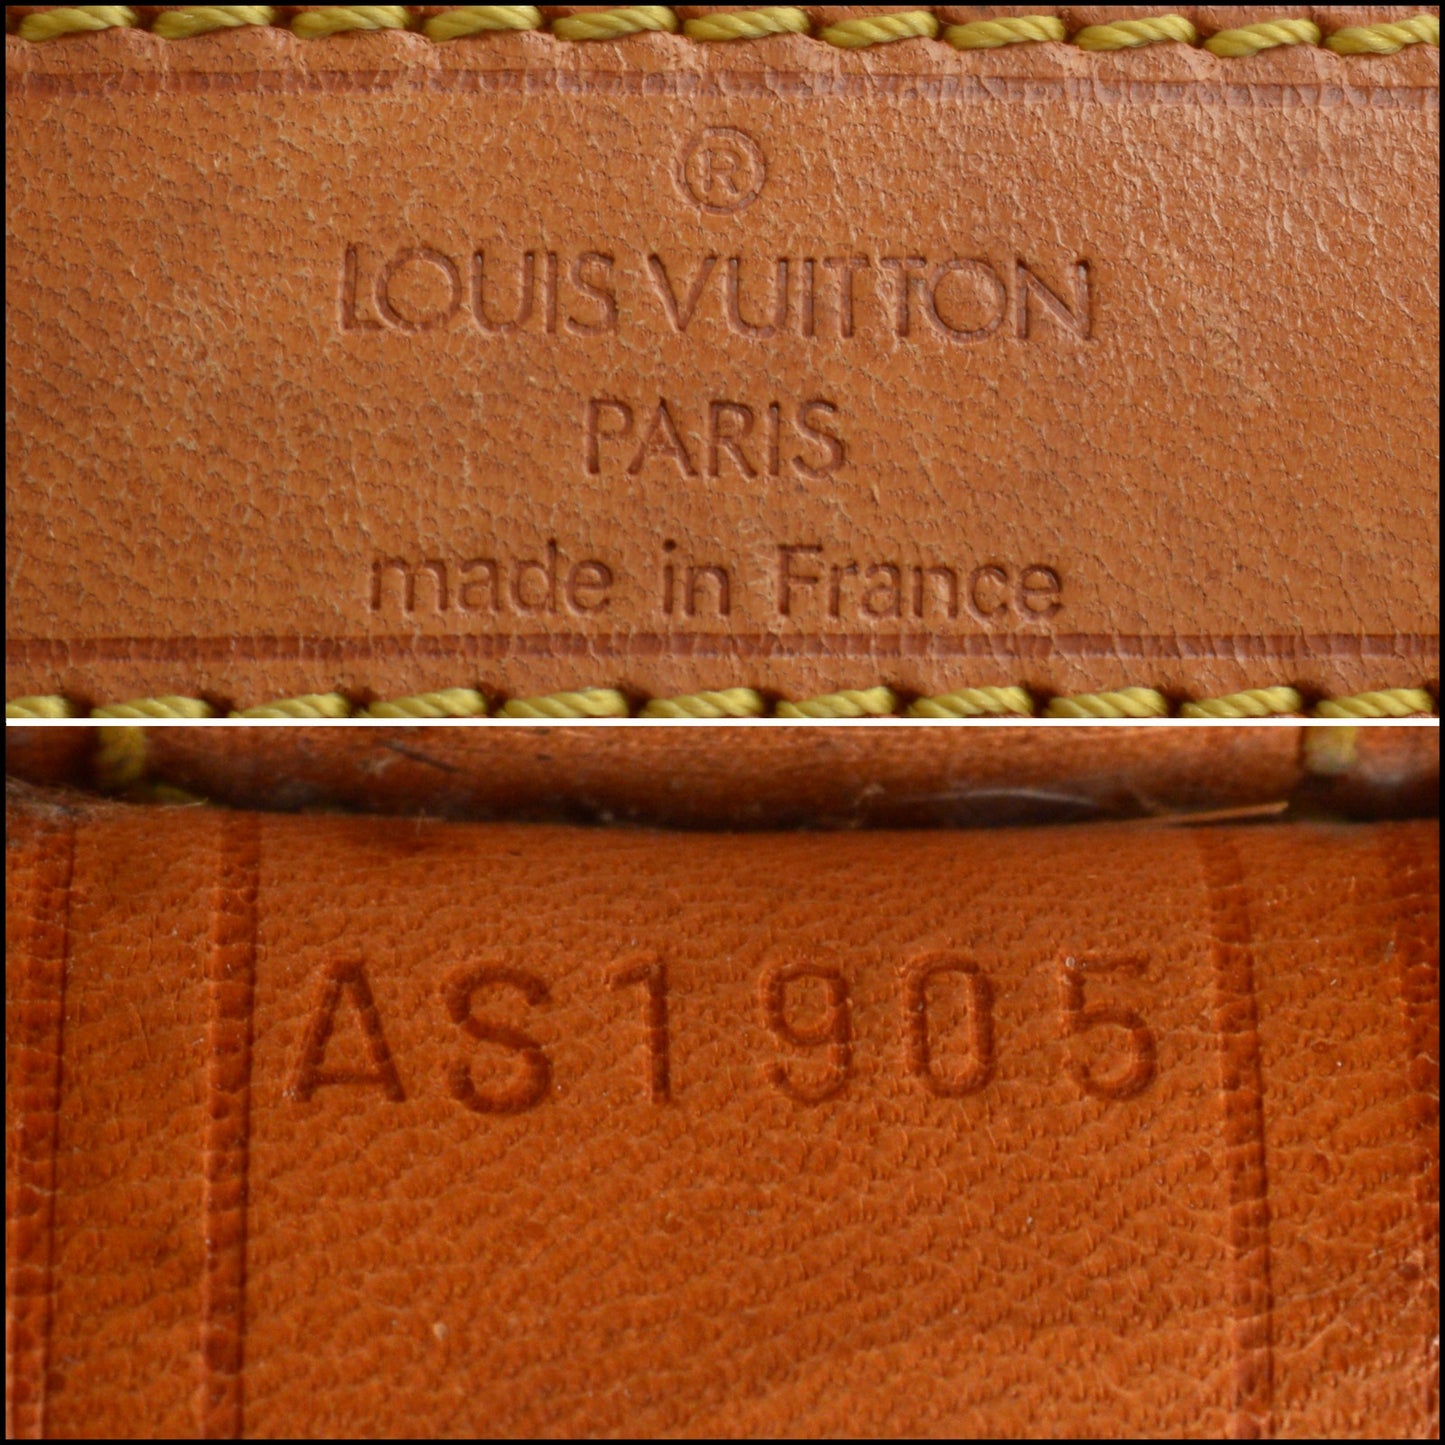 ®
LOUIS VUITTON
PARIS
made in France
AS1905